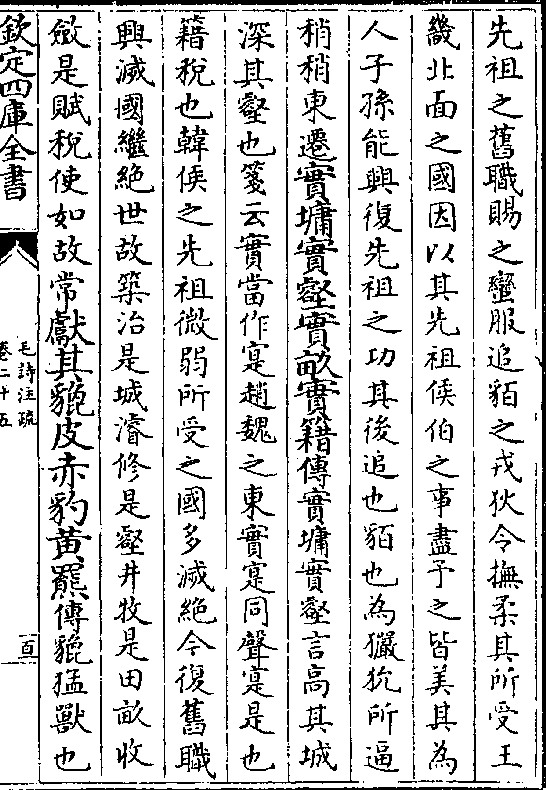 先祖之舊職賜之蠻服追貊之戎狄令撫柔其所受王
畿北面之國因以其先祖侯伯之事盡予之皆美其為
人子孫能興復先祖之功其後追也貊也為玁狁所逼
稍稍東遷實墉實壑實畝實籍傳實墉實壑言高其城
深其壑也箋云實當作寔趙魏之東實寔同聲寔是也
籍稅也韓侯之先祖微弱所受之國多滅絶今復舊職
興滅國繼絶世故築治是城濬修是壑井牧是田畝收
斂是賦稅使如故常獻其貔皮赤豹黄羆傳貔猛獸也
欽定四庫全書
毛詩注疏
卷二十五
百